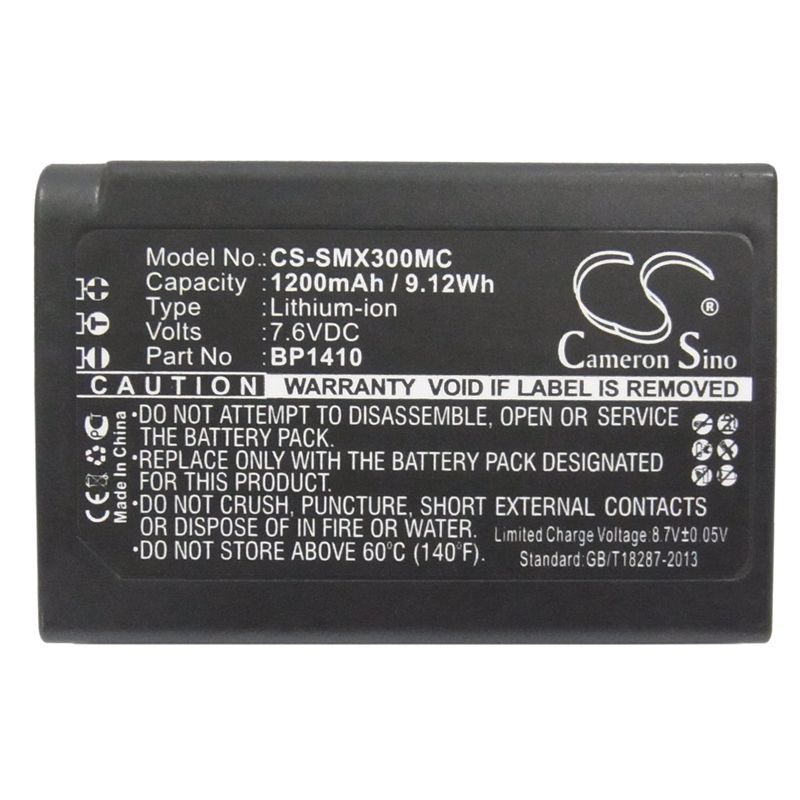 Model No.: CS-SMX300MC
Capacity : 1200mAh / 9.12Wh
Type : Lithium-ion
Volts : 7.6VDC
Part No : BP1410
®
Cameron Sino
CAUTION
WARRANTY VOID IF LABEL IS REMOVED
•DO NOT ATTEMPT TO DISASSEMBLE, OPEN OR SERVICE
THE BATTERY PACK.
•REPLACE ONLY WITH THE BATTERY PACK DESIGNATED
FOR THIS PRODUCT.
•DO NOT CRUSH, PUNCTURE, SHORT EXTERNAL CONTACTS
OR DISPOSE OF IN FIRE OR WATER.
•DO NOT STORE ABOVE 60°C (140°F).
Limited Charge Voltage:8.7V±0.05V
Standard:GB/T18287-2013
CE
Made In China